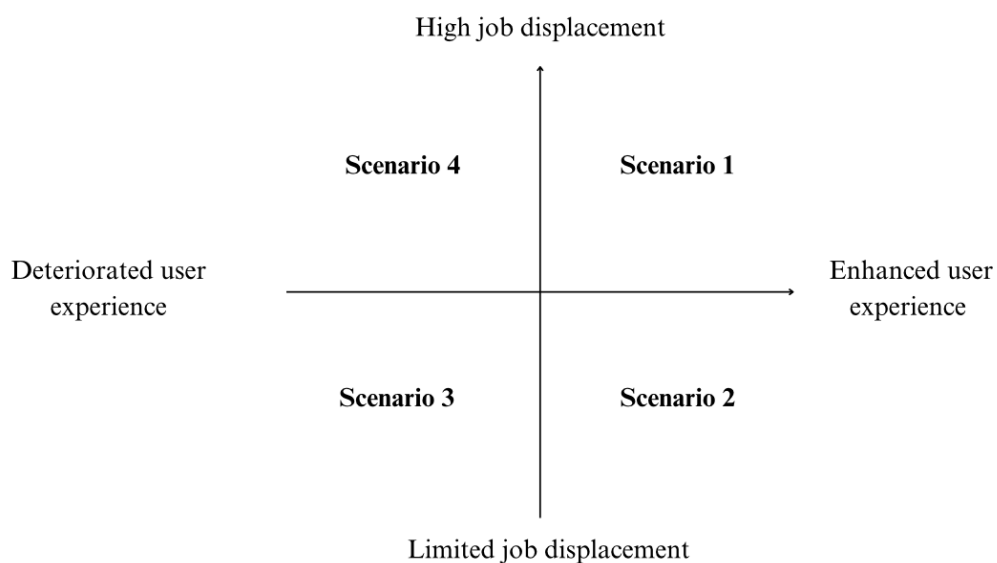 High job displacement
Scenario 4
Scenario 1
Deteriorated user
experience
Enhanced user
experience
Scenario 3
Scenario 2
Limited job displacement